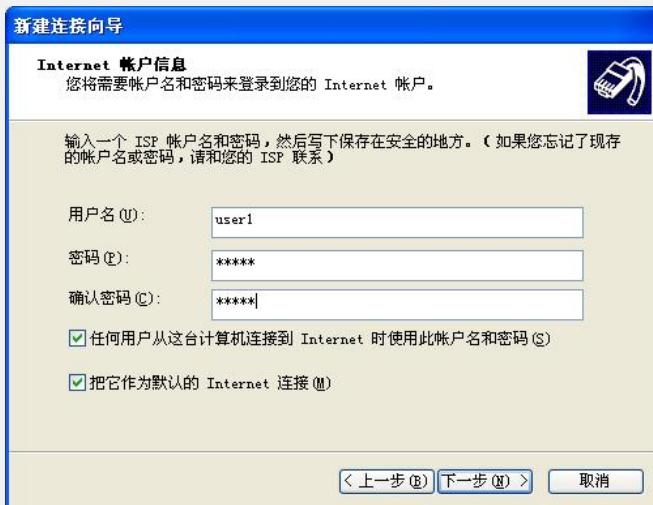 新建连接向导
Internet 帐户信息
您将需要帐户名和密码来登录到您的 Internet 帐户。
输入一个 ISP 帐户名和密码，然后写下保存在安全的地方。（如果您忘记了现存
的帐户名或密码，请和您的 ISP 联系）
用户名(U)：
user1
密码(P)：
*****
确认密码(C)：
*****
任何用户从这台计算机连接到 Internet 时使用此帐户名和密码(S)
把它作为默认的 Internet 连接(M)
< 上一步(B) 下一步(N) > 取消